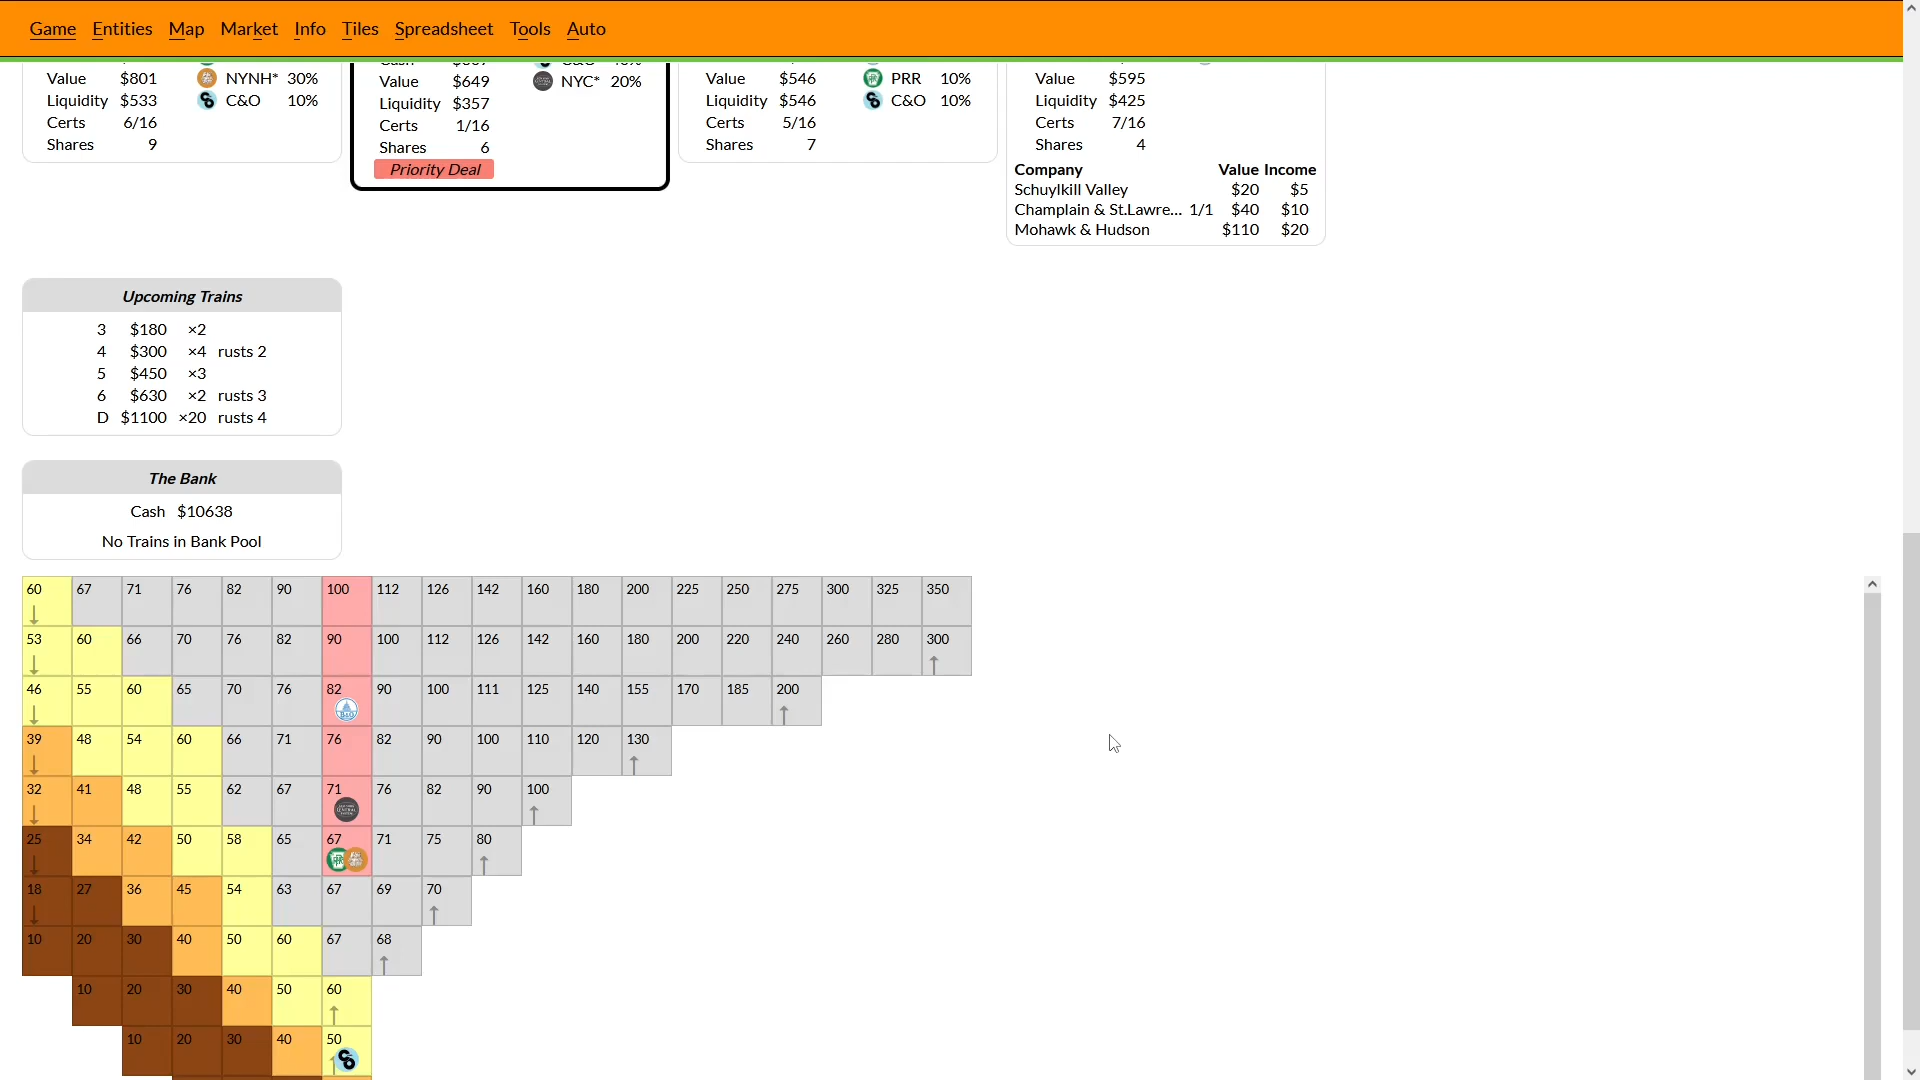 Game Entities Map Market Info Tiles Spreadsheet Tools Auto
Value $801 NYNH* 30%
Liquidity $533 C&O 10%
Certs 6/16
Shares 9
Value $649 NYC* 20%
Liquidity $357
Certs 1/16
Shares 6
Priority Deal
Value $546 PRR 10%
Liquidity $546 C&O 10%
Certs 5/16
Shares 7
Value $595
Liquidity $425
Certs 7/16
Shares 4
Company Value Income
Schuylkill Valley $20 $5
Champlain & St.Lawre... 1/1 $40 $10
Mohawk & Hudson $110 $20
Upcoming Trains
3 $180 ×2
4 $300 ×4 rusts 2
5 $450 ×3
6 $630 ×2 rusts 3
D $1100 ×20 rusts 4
The Bank
Cash $10638
No Trains in Bank Pool
60 67 71 76 82 90 100 112 126 142 160 180 200 225 250 275 300 325 350
53 60 66 70 76 82 90 100 112 126 142 160 180 200 220 240 260 280 300
46 55 60 65 70 76 82 90 100 111 125 140 155 170 185 200
39 48 54 60 66 71 76 82 90 100 110 120 130
32 41 48 55 62 67 71 76 82 90 100
25 34 42 50 58 65 67 71 75 80
18 27 36 45 54 63 67 69 70
10 20 30 40 50 60 67 68
10 20 30 40 50 60
10 20 30 40 50